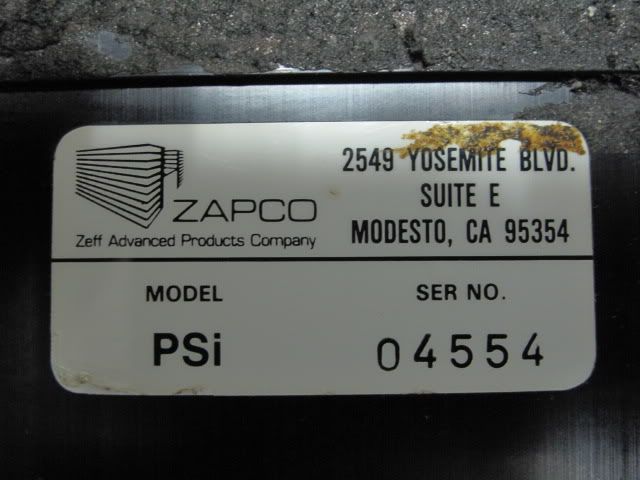 ZAPCO
Zeff Advanced Products Company
2549 YOSEMITE BLVD.
SUITE E
MODESTO, CA 95354
MODEL
PSi
SER NO.
04554